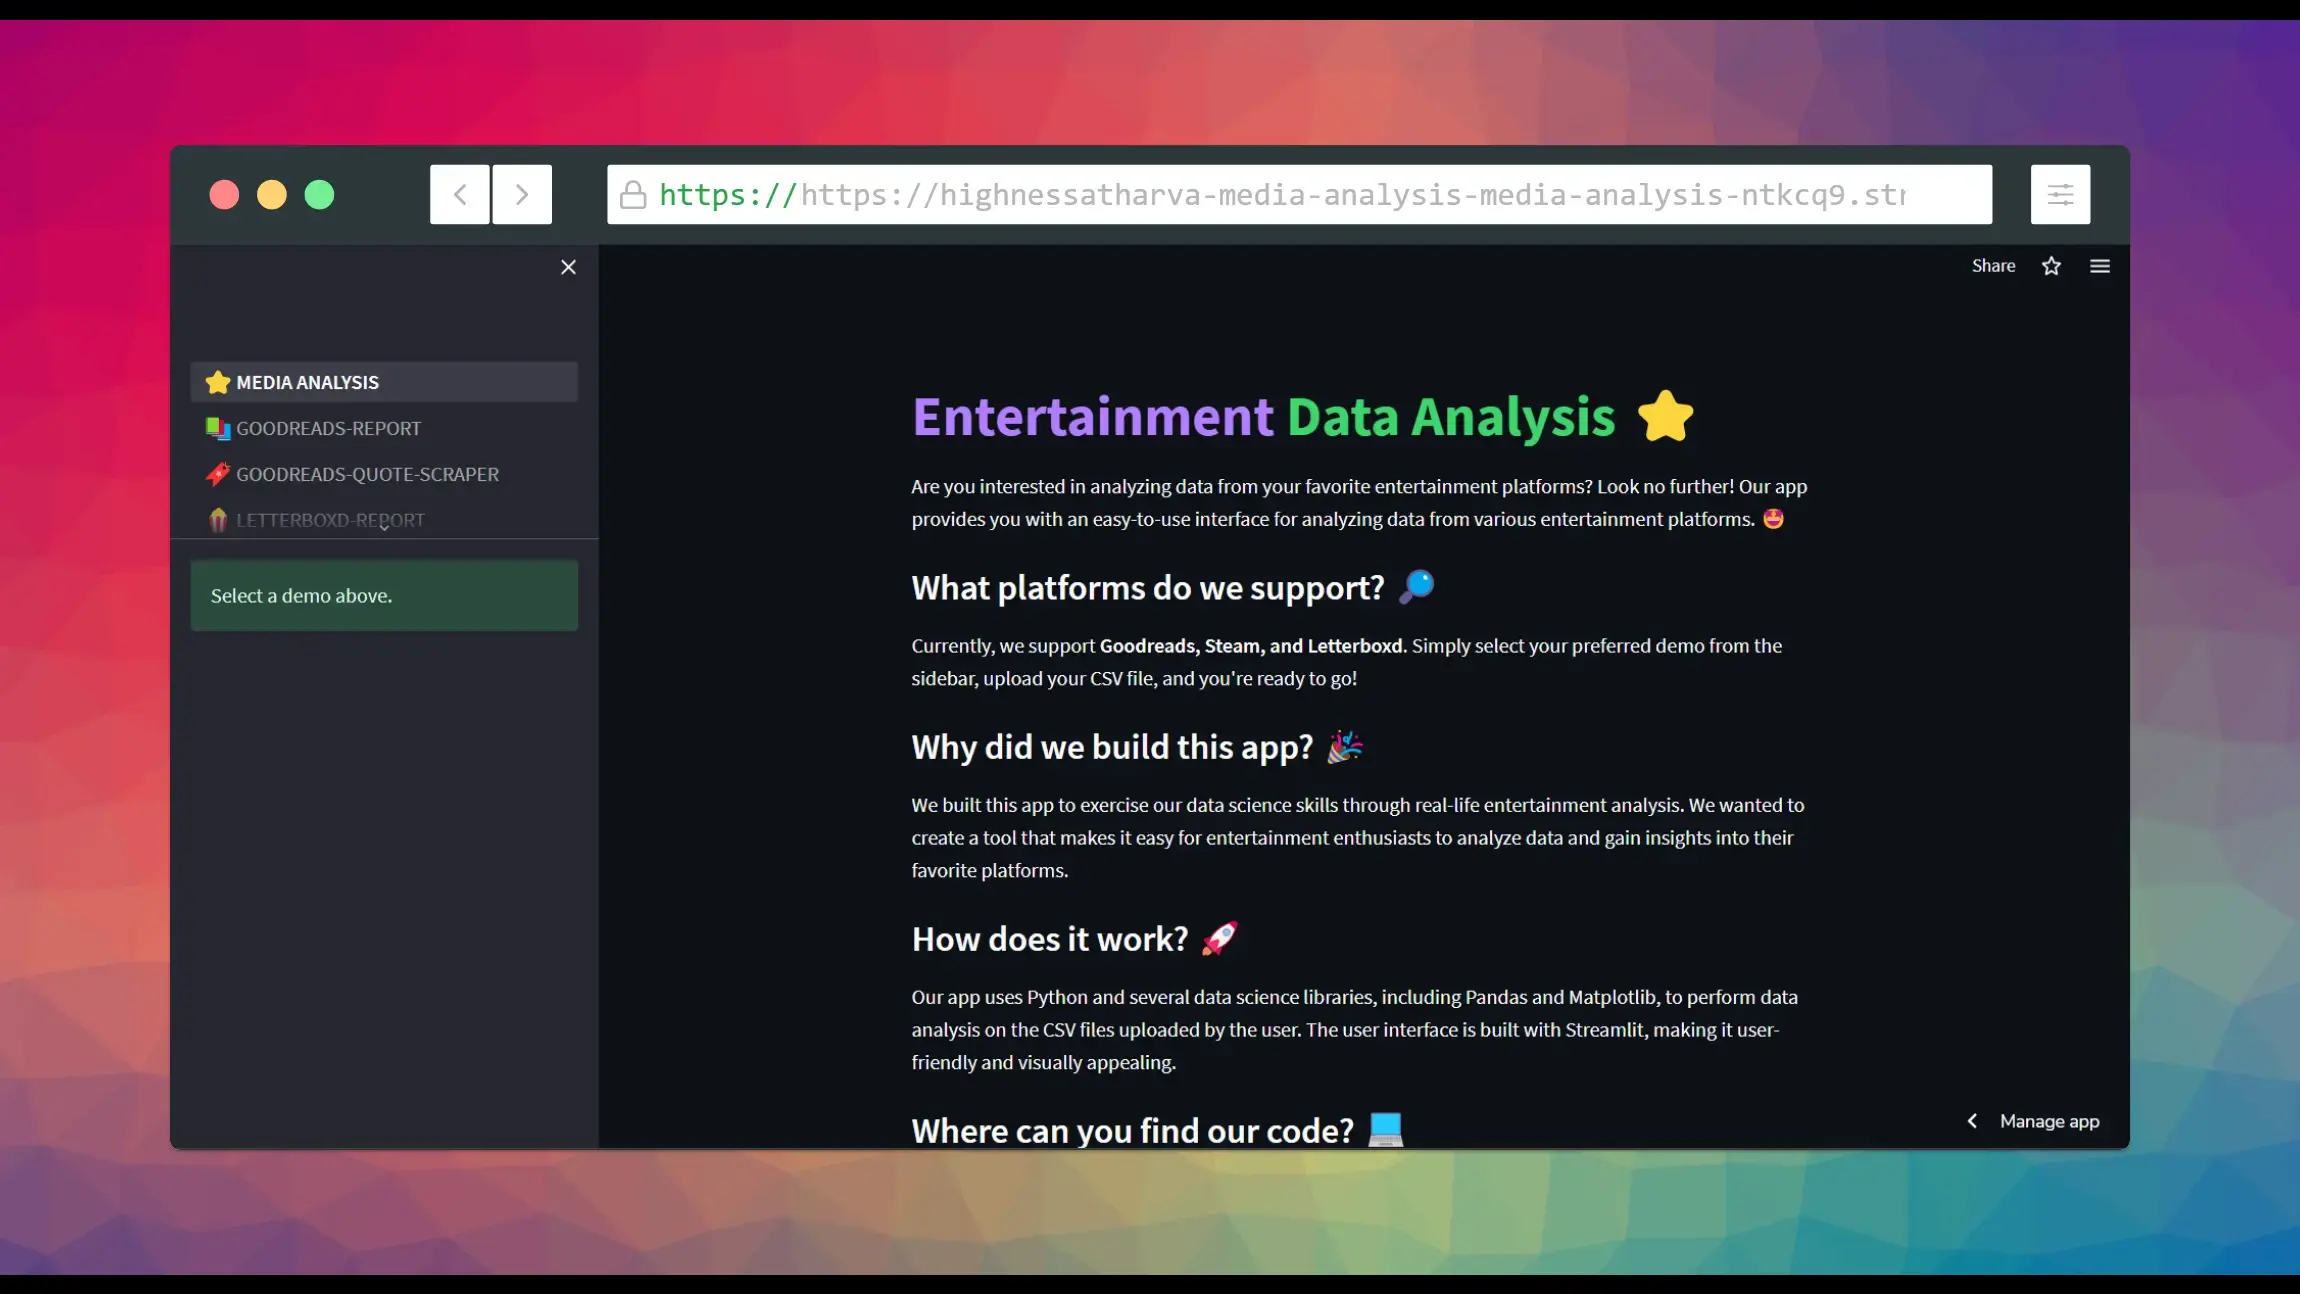 https://https://highnessatharva-media-analysis-media-analysis-ntkcq9.str
Share
MEDIA ANALYSIS
GOODREADS-REPORT
GOODREADS-QUOTE-SCRAPER
LETTERBOXD-REPORT
Select a demo above.
Entertainment Data Analysis
Are you interested in analyzing data from your favorite entertainment platforms? Look no further! Our app
provides you with an easy-to-use interface for analyzing data from various entertainment platforms.
What platforms do we support?
Currently, we support Goodreads, Steam, and Letterboxd. Simply select your preferred demo from the
sidebar, upload your CSV file, and you're ready to go!
Why did we build this app?
We built this app to exercise our data science skills through real-life entertainment analysis. We wanted to
create a tool that makes it easy for entertainment enthusiasts to analyze data and gain insights into their
favorite platforms.
How does it work?
Our app uses Python and several data science libraries, including Pandas and Matplotlib, to perform data
analysis on the CSV files uploaded by the user. The user interface is built with Streamlit, making it user-
friendly and visually appealing.
Where can you find our code?
Manage app